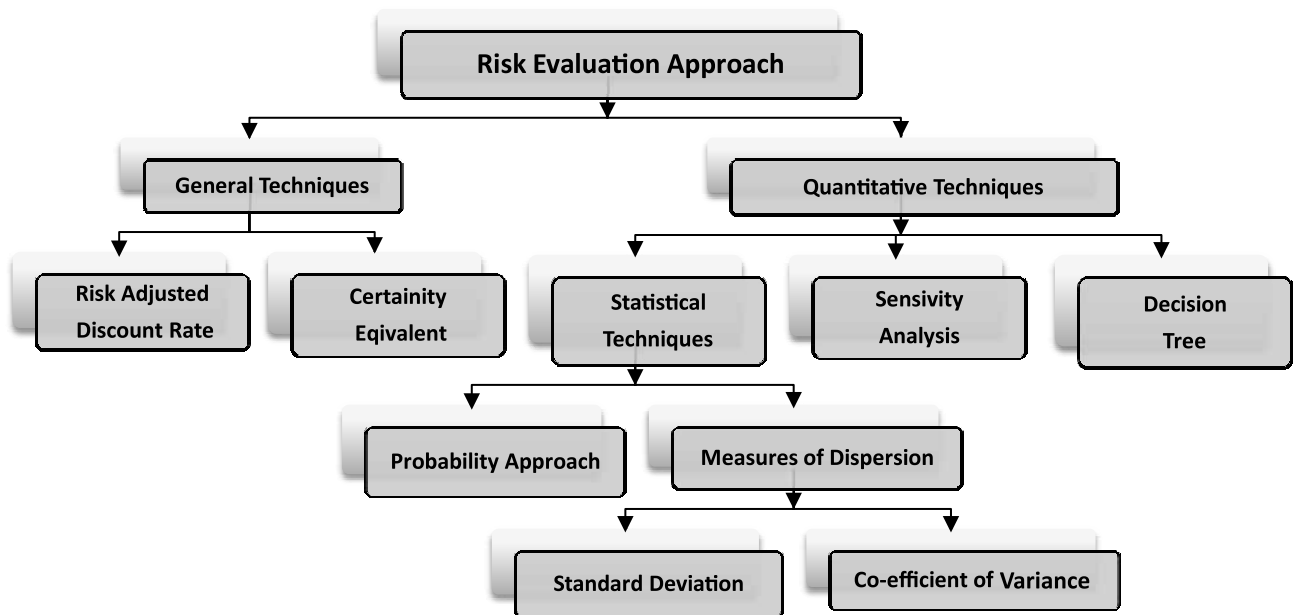 Risk Evaluation Approach
General Techniques
Quantitative Techniques
Risk Adjusted
Discount Rate
Certainity
Eqivalent
Statistical
Techniques
Sensivity
Analysis
Decision
Tree
Probability Approach
Measures of Dispersion
Standard Deviation
Co-efficient of Variance